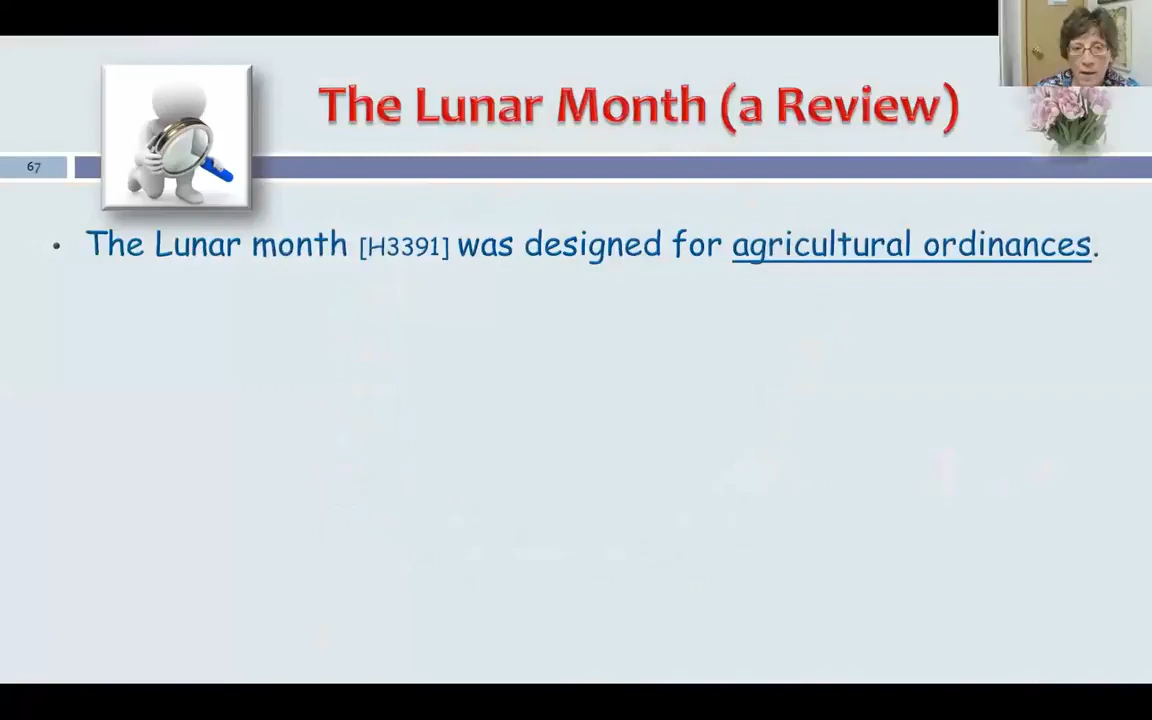 The Lunar Month (a Review)
67
• The Lunar month [H3391] was designed for agricultural ordinances.